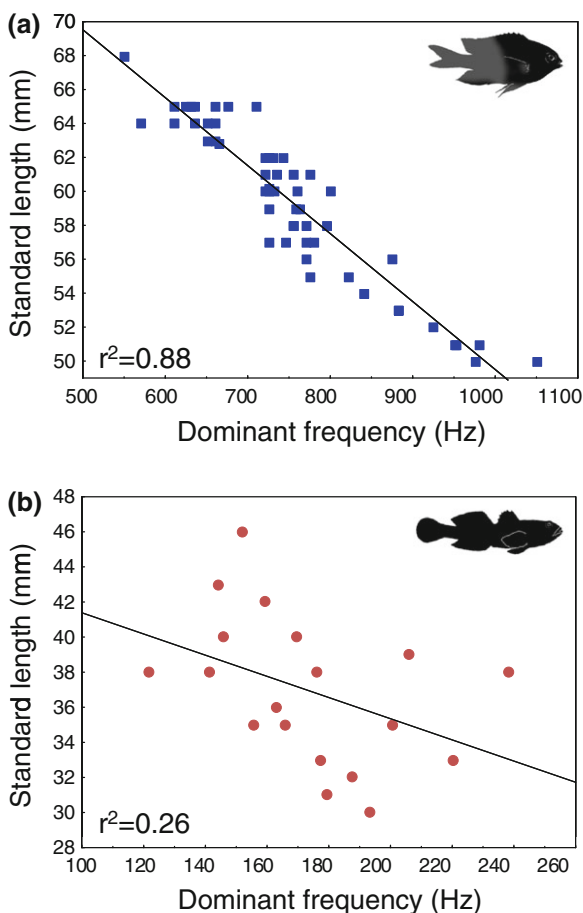 (a)
70
68
66
64
62
60
58
56
54
52
50
Standard length (mm)
r²=0.88
500 600 700 800 900 1000 1100
Dominant frequency (Hz)
(b)
48
46
44
42
40
38
36
34
32
30
28
Standard length (mm)
r²=0.26
100 120 140 160 180 200 220 240 260
Dominant frequency (Hz)